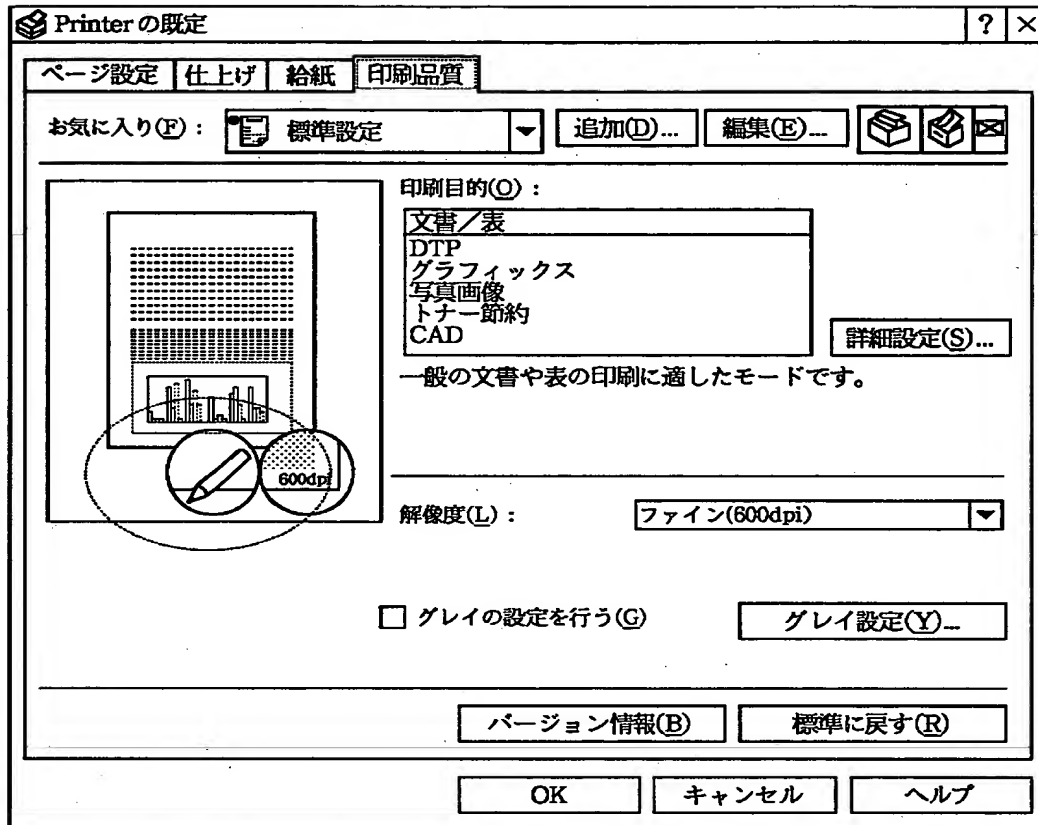 Printerの既定 ? ×
ページ設定 仕上げ 給紙 印刷品質
お気に入り(F)： 標準設定 追加(D)... 編集(E)...
印刷目的(O)：
文書／表
DTP
グラフィックス
写真画像
トナー節約
CAD
詳細設定(S)...
一般の文書や表の印刷に適したモードです。
600dpi
解像度(L)： ファイン(600dpi)
グレイの設定を行う(G) グレイ設定(Y)...
バージョン情報(B) 標準に戻す(R)
OK キャンセル ヘルプ